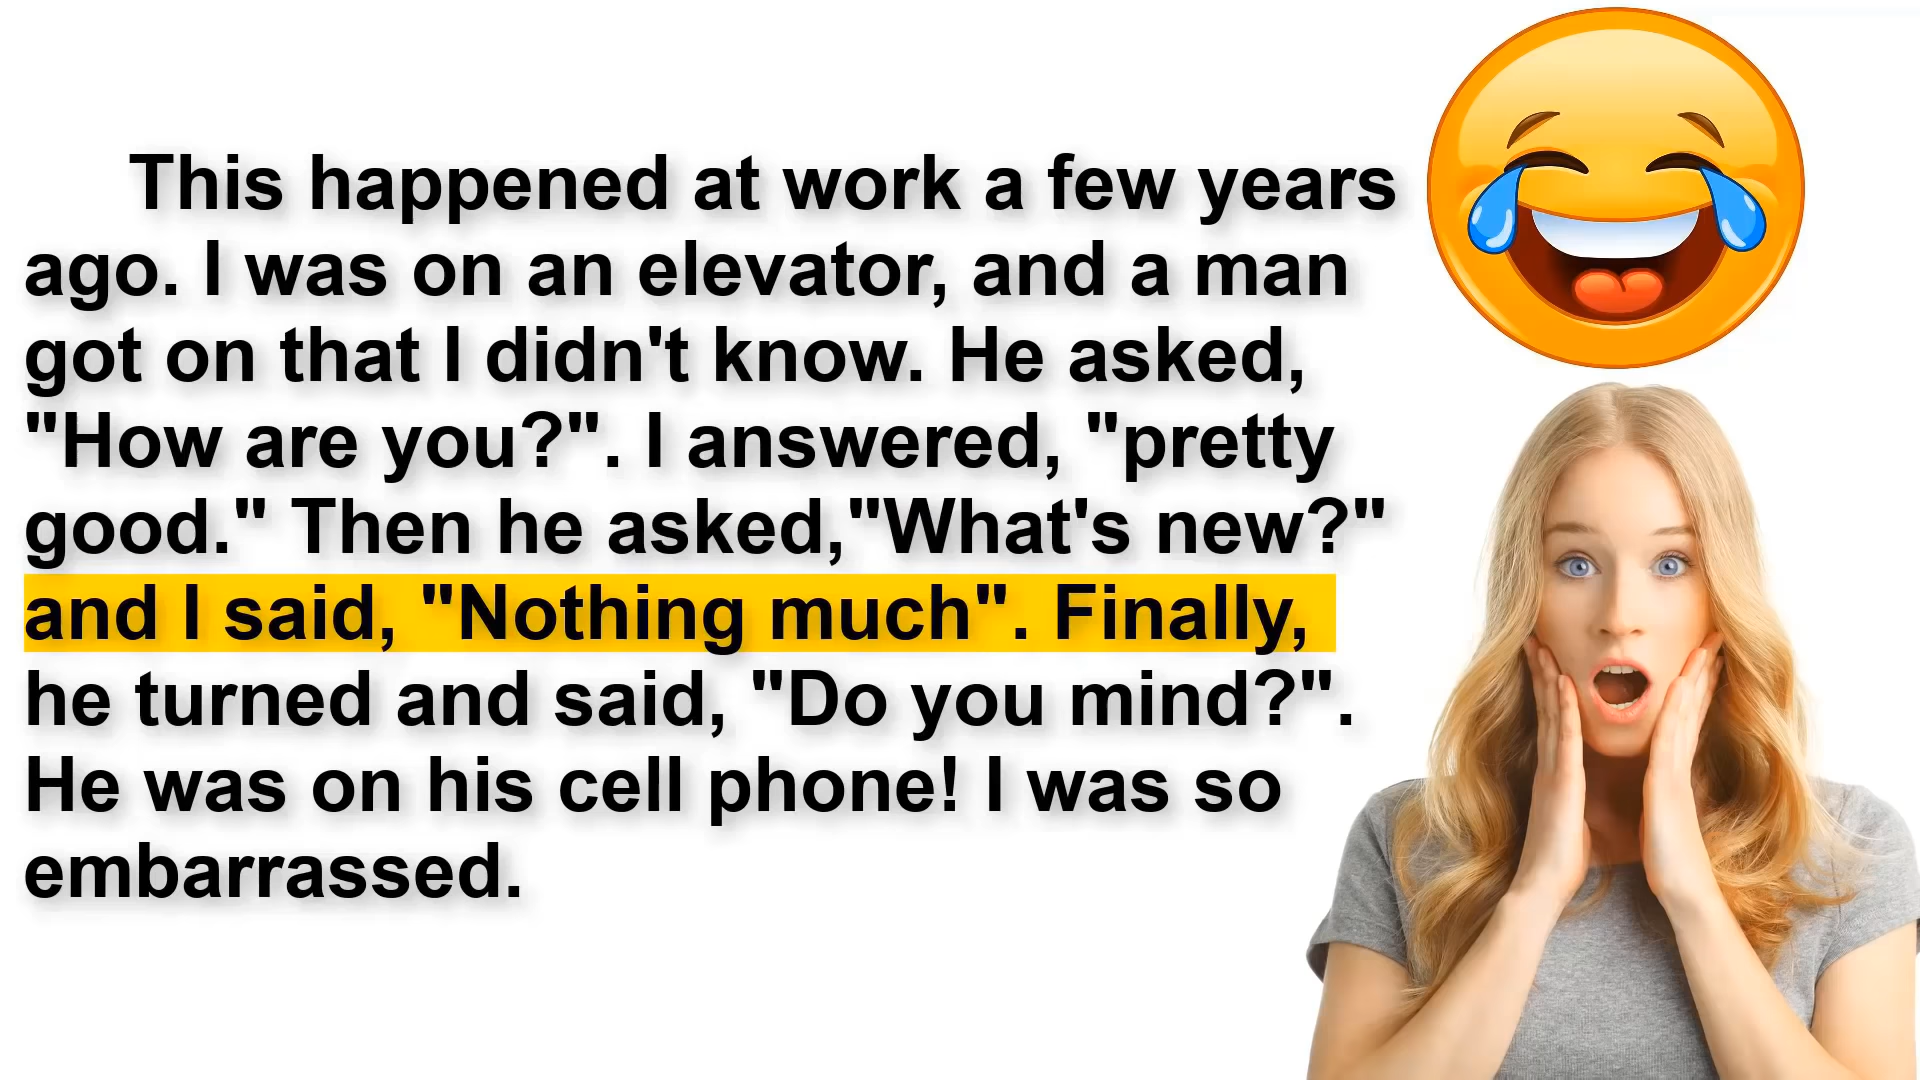 This happened at work a few years
ago. I was on an elevator, and a man
got on that I didn't know. He asked,
"How are you?". I answered, "pretty
good." Then he asked,"What's new?"
and I said, "Nothing much". Finally,
he turned and said, "Do you mind?".
He was on his cell phone! I was so
embarrassed.